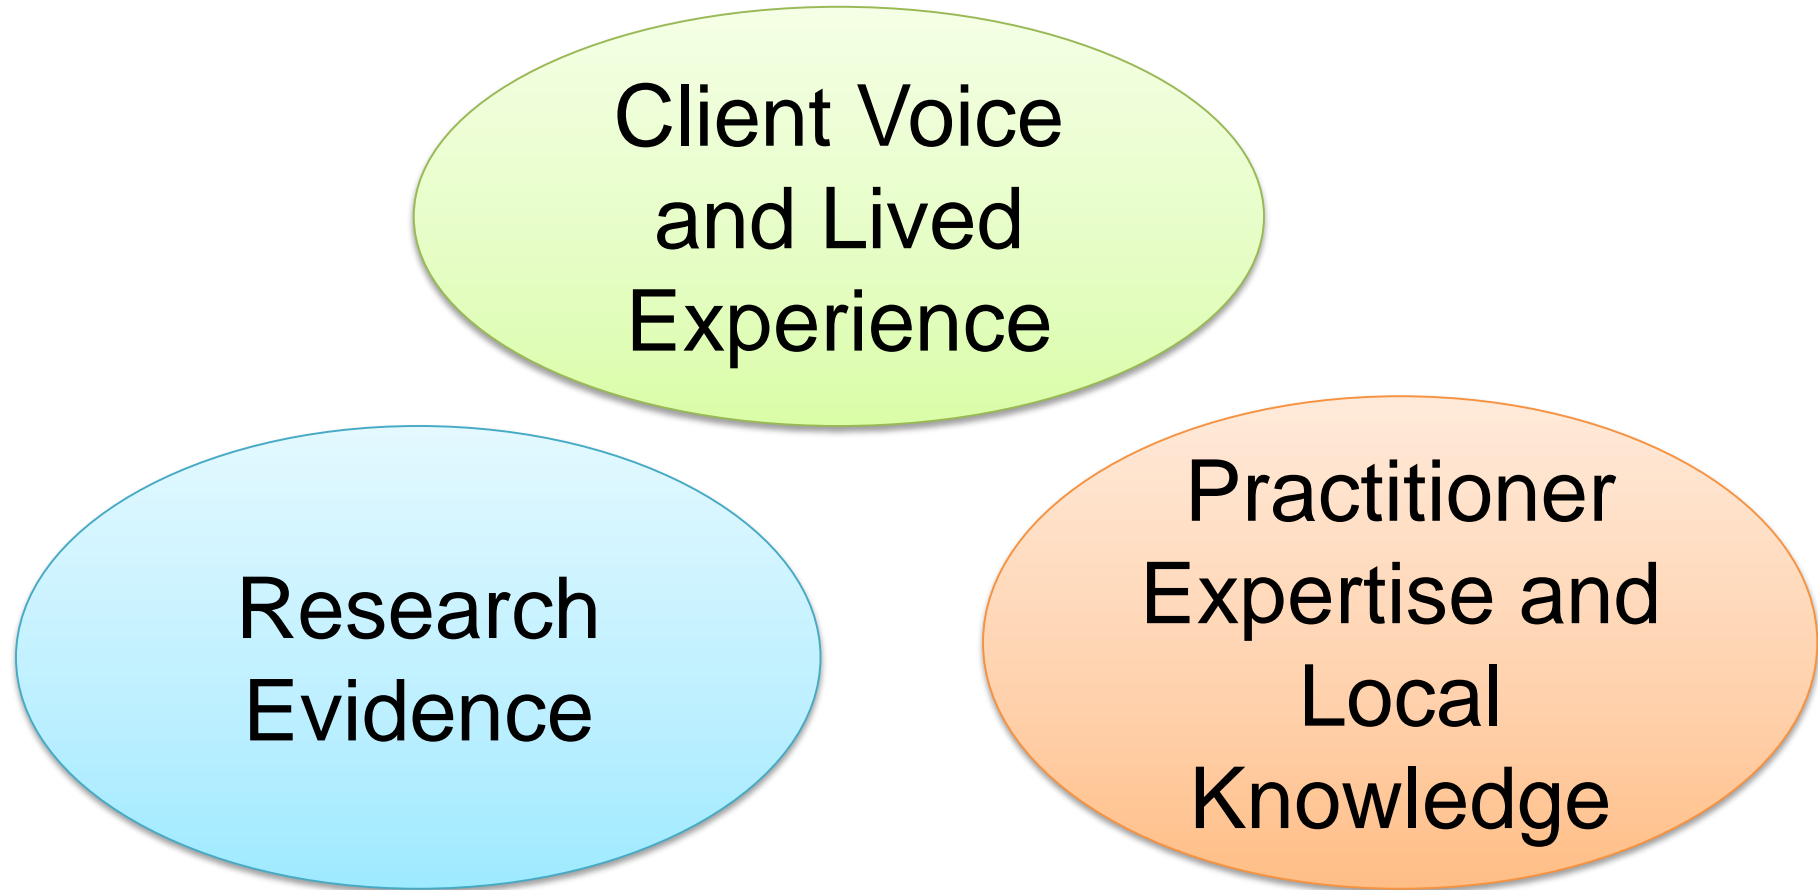 Client Voice
and Lived
Experience
Research
Evidence
Practitioner
Expertise and
Local
Knowledge